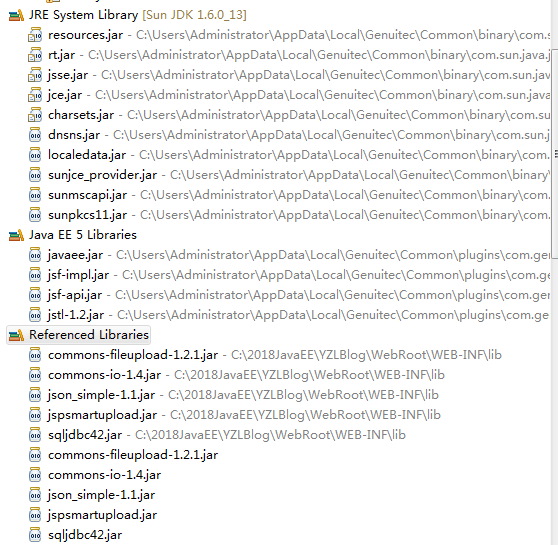 JRE System Library [Sun JDK 1.6.0_13]
resources.jar - C:\Users\Administrator\AppData\Local\Genuitec\Common\binary\com.s
rt.jar - C:\Users\Administrator\AppData\Local\Genuitec\Common\binary\com.sun.java.
jsse.jar - C:\Users\Administrator\AppData\Local\Genuitec\Common\binary\com.sun.ja
jce.jar - C:\Users\Administrator\AppData\Local\Genuitec\Common\binary\com.sun.java
charsets.jar - C:\Users\Administrator\AppData\Local\Genuitec\Common\binary\com.su
dnsns.jar - C:\Users\Administrator\AppData\Local\Genuitec\Common\binary\com.sun.j
localedata.jar - C:\Users\Administrator\AppData\Local\Genuitec\Common\binary\com.
sunjce_provider.jar - C:\Users\Administrator\AppData\Local\Genuitec\Common\binary\
sunmscapi.jar - C:\Users\Administrator\AppData\Local\Genuitec\Common\binary\com.
sunpkcs11.jar - C:\Users\Administrator\AppData\Local\Genuitec\Common\binary\com.
Java EE 5 Libraries
javaee.jar - C:\Users\Administrator\AppData\Local\Genuitec\Common\plugins\com.gen
jsf-impl.jar - C:\Users\Administrator\AppData\Local\Genuitec\Common\plugins\com.ge
jsf-api.jar - C:\Users\Administrator\AppData\Local\Genuitec\Common\plugins\com.ger
jstl-1.2.jar - C:\Users\Administrator\AppData\Local\Genuitec\Common\plugins\com.ge
Referenced Libraries
commons-fileupload-1.2.1.jar - C:\2018JavaEE\YZLBlog\WebRoot\WEB-INF\lib
commons-io-1.4.jar - C:\2018JavaEE\YZLBlog\WebRoot\WEB-INF\lib
json_simple-1.1.jar - C:\2018JavaEE\YZLBlog\WebRoot\WEB-INF\lib
jspsmartupload.jar - C:\2018JavaEE\YZLBlog\WebRoot\WEB-INF\lib
sqljdbc42.jar - C:\2018JavaEE\YZLBlog\WebRoot\WEB-INF\lib
commons-fileupload-1.2.1.jar
commons-io-1.4.jar
json_simple-1.1.jar
jspsmartupload.jar
sqljdbc42.jar